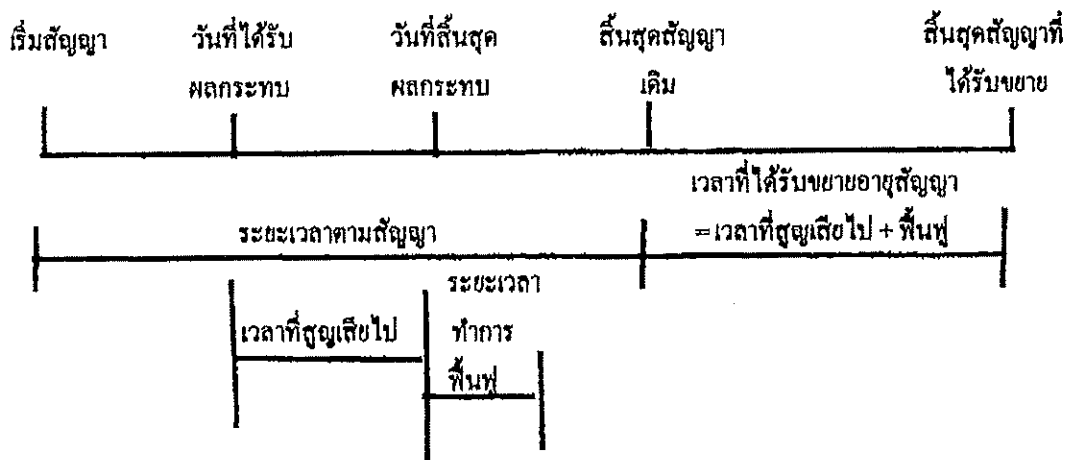 เริ่มสัญญา วันที่ได้รับ วันที่สิ้นสุด สิ้นสุดสัญญา สิ้นสุดสัญญาที่
ผลกระทบ ผลกระทบ เดิม ได้รับขยาย
เวลาที่ได้รับขยายอายุสัญญา
ระยะเวลาตามสัญญา =เวลาที่สูญเสียไป + ฟื้นฟู
ระยะเวลา
เวลาที่สูญเสียไป ทำการ
ฟื้นฟู